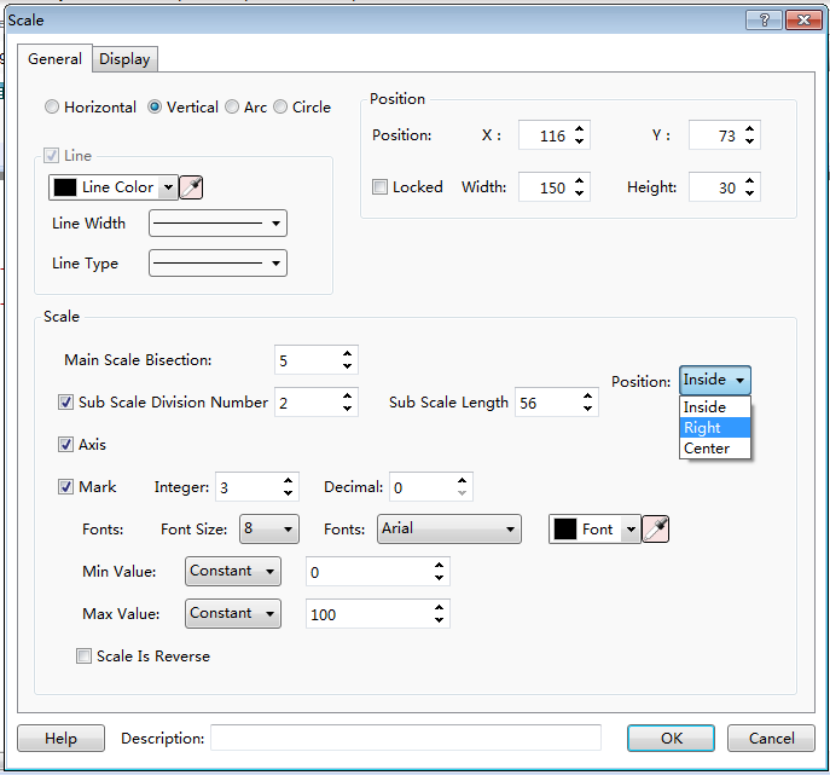 Scale
General Display
Horizontal Vertical Arc Circle
Position
Position: X : 116 Y : 73
Locked Width: 150 Height: 30
Line
Line Color
Line Width
Line Type
Scale
Main Scale Bisection: 5
Position: Inside
Sub Scale Division Number 2 Sub Scale Length 56
Inside
Right
Center
Axis
Mark Integer: 3 Decimal: 0
Fonts: Font Size: 8 Fonts: Arial Font
Min Value: Constant 0
Max Value: Constant 100
Scale Is Reverse
Help Description: OK Cancel